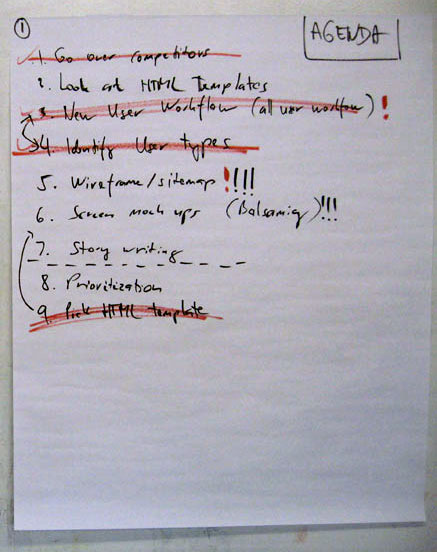 ①
AGENDA
1. Go over competitors
2. Look at HTML Templates
3. New User Workflow (all user workflow) !
4. Identify User types
5. Wireframe/sitemap !!!!!
6. Screen mock ups (Balsamiq)!!!
7. Story writing
8. Prioritization
9. Pick HTML template